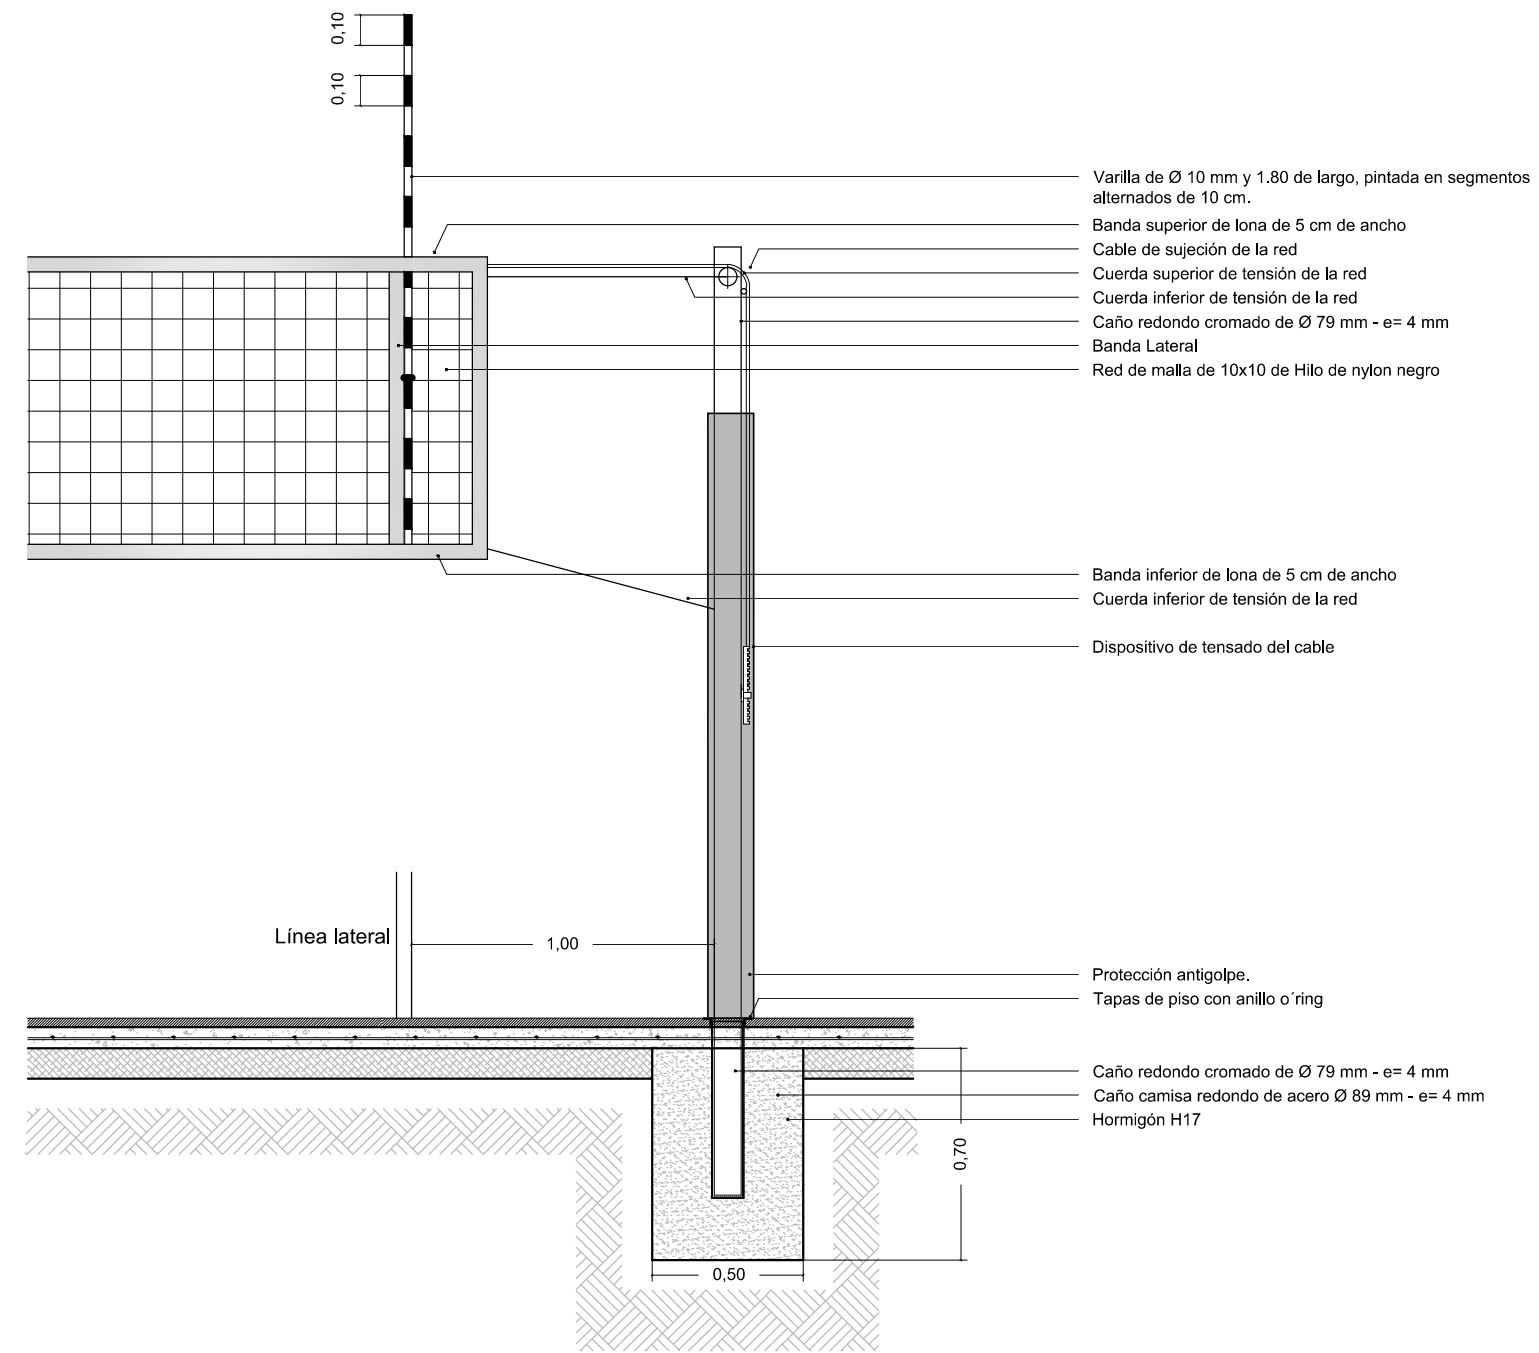 0,10
0,10
Varilla de Ø 10 mm y 1.80 de largo, pintada en segmentos
alternados de 10 cm.
Banda superior de lona de 5 cm de ancho
Cable de sujeción de la red
Cuerda superior de tensión de la red
Cuerda inferior de tensión de la red
Caño redondo cromado de Ø 79 mm - e= 4 mm
Banda Lateral
Red de malla de 10x10 de Hilo de nylon negro
Banda inferior de lona de 5 cm de ancho
Cuerda inferior de tensión de la red
Dispositivo de tensado del cable
Línea lateral
1,00
Protección antigolpe.
Tapas de piso con anillo o´ring
Caño redondo cromado de Ø 79 mm - e= 4 mm
Caño camisa redondo de acero Ø 89 mm - e= 4 mm
Hormigón H17
0,70
0,50